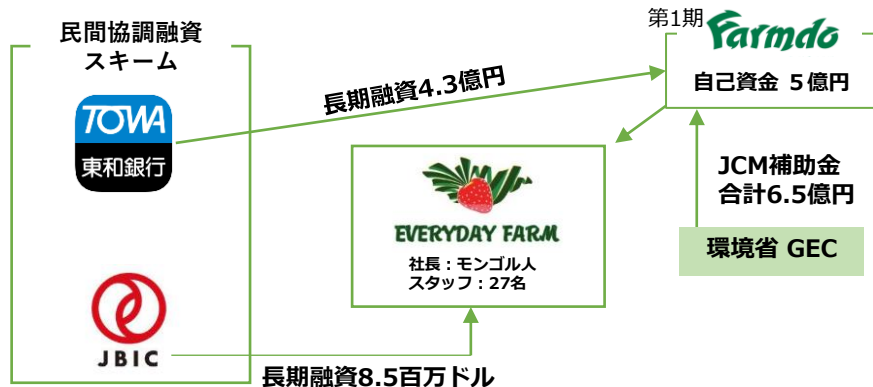 民間協調融資
スキーム
TOWA
東和銀行
JBIC
長期融資4.3億円
長期融資8.5百万ドル
EVERYDAY FARM
社長：モンゴル人
スタッフ：27名
第1期
Farmdo
自己資金 ５億円
JCM補助金
合計6.5億円
環境省 GEC